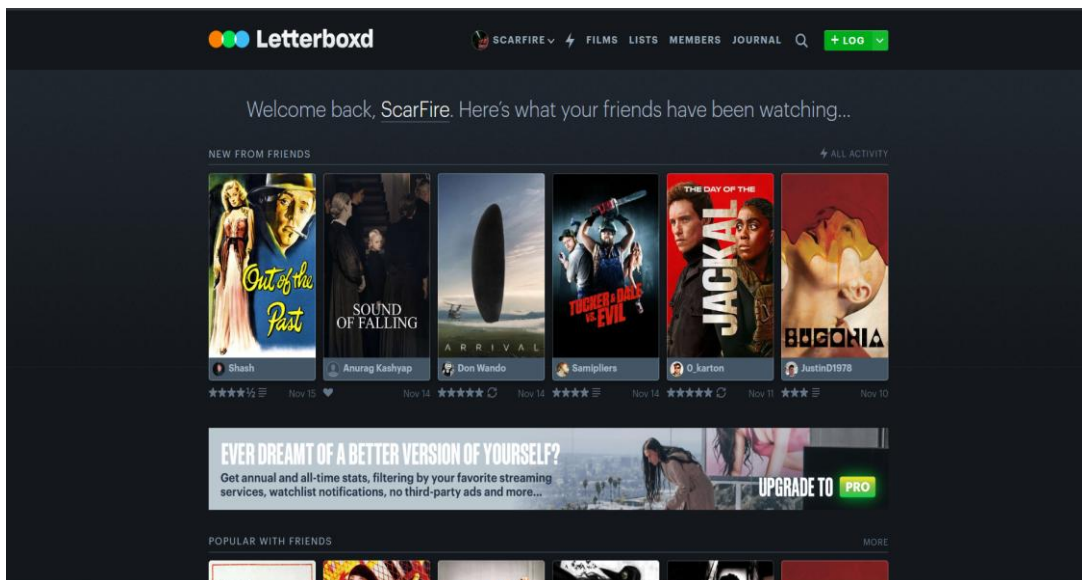 Letterboxd
SCARFIRE FILMS LISTS MEMBERS JOURNAL + LOG
Welcome back, ScarFire. Here's what your friends have been watching...
NEW FROM FRIENDS
ALL ACTIVITY
Out of the
Past
SOUND
OF FALLING
ARRIVAL
TUCKER & DALE
VS. EVIL
THE DAY OF THE
JACKAL
BUGONIA
Shash
Anurag Kashyap
Don Wando
Samipliers
O_karton
JustinD1978
★★★★½ Nov 15
♥ Nov 14
★★★★★ Nov 14
★★★★ Nov 14
★★★★★ Nov 11
★★★ Nov 10
EVER DREAMT OF A BETTER VERSION OF YOURSELF?
Get annual and all-time stats, filtering by your favorite streaming
services, watchlist notifications, no third-party ads and more...
UPGRADE TO PRO
POPULAR WITH FRIENDS
MORE